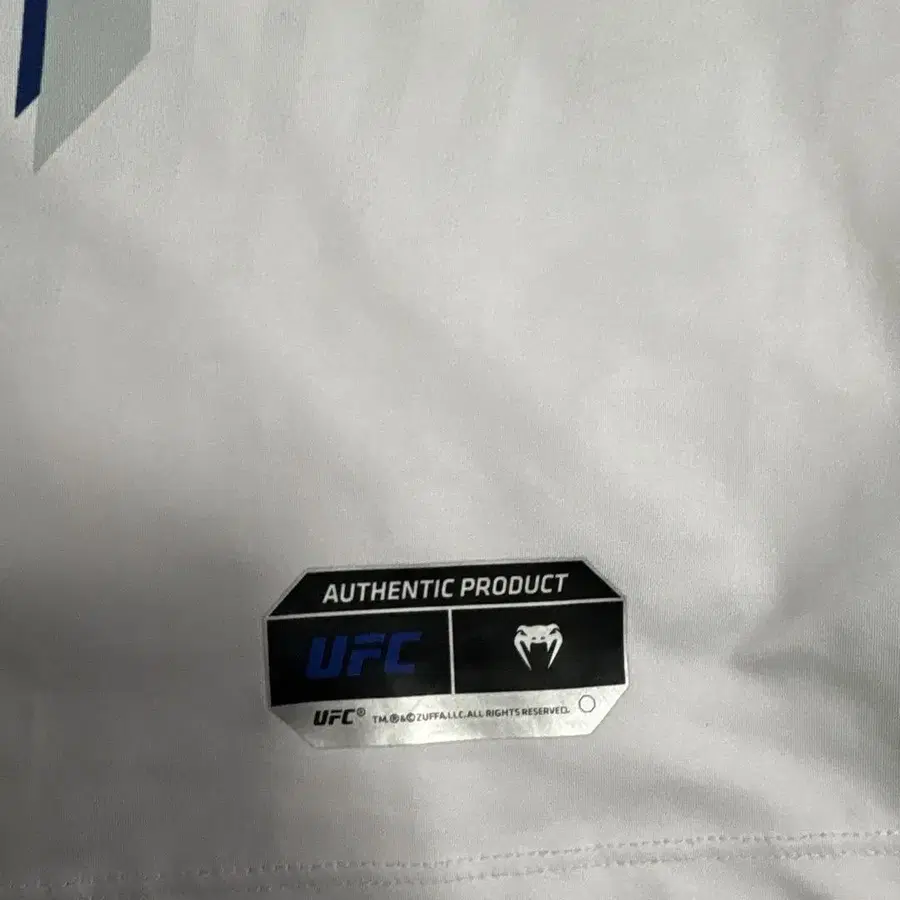 AUTHENTIC PRODUCT
UFC
UFC® TM.®&©ZUFFA.LLC.ALL RIGHTS RESERVED.